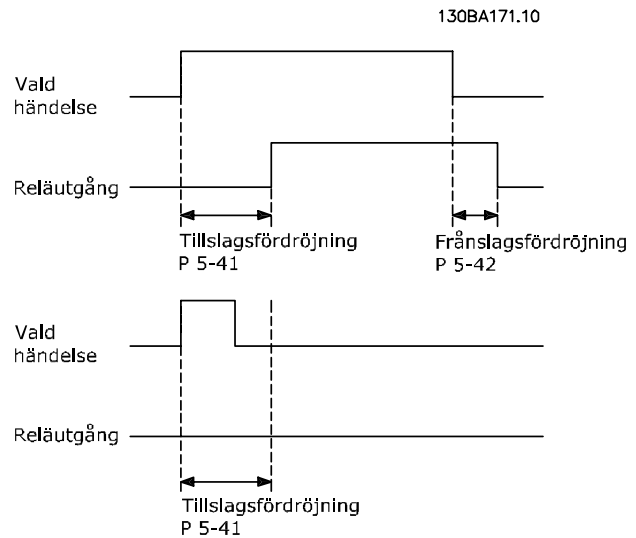 130BA171.10
Vald
händelse
Reläutgång
Tillslagsfördröjning
P 5-41
Frånslagsfördröjning
P 5-42
Vald
händelse
Reläutgång
Tillslagsfördröjning
P 5-41